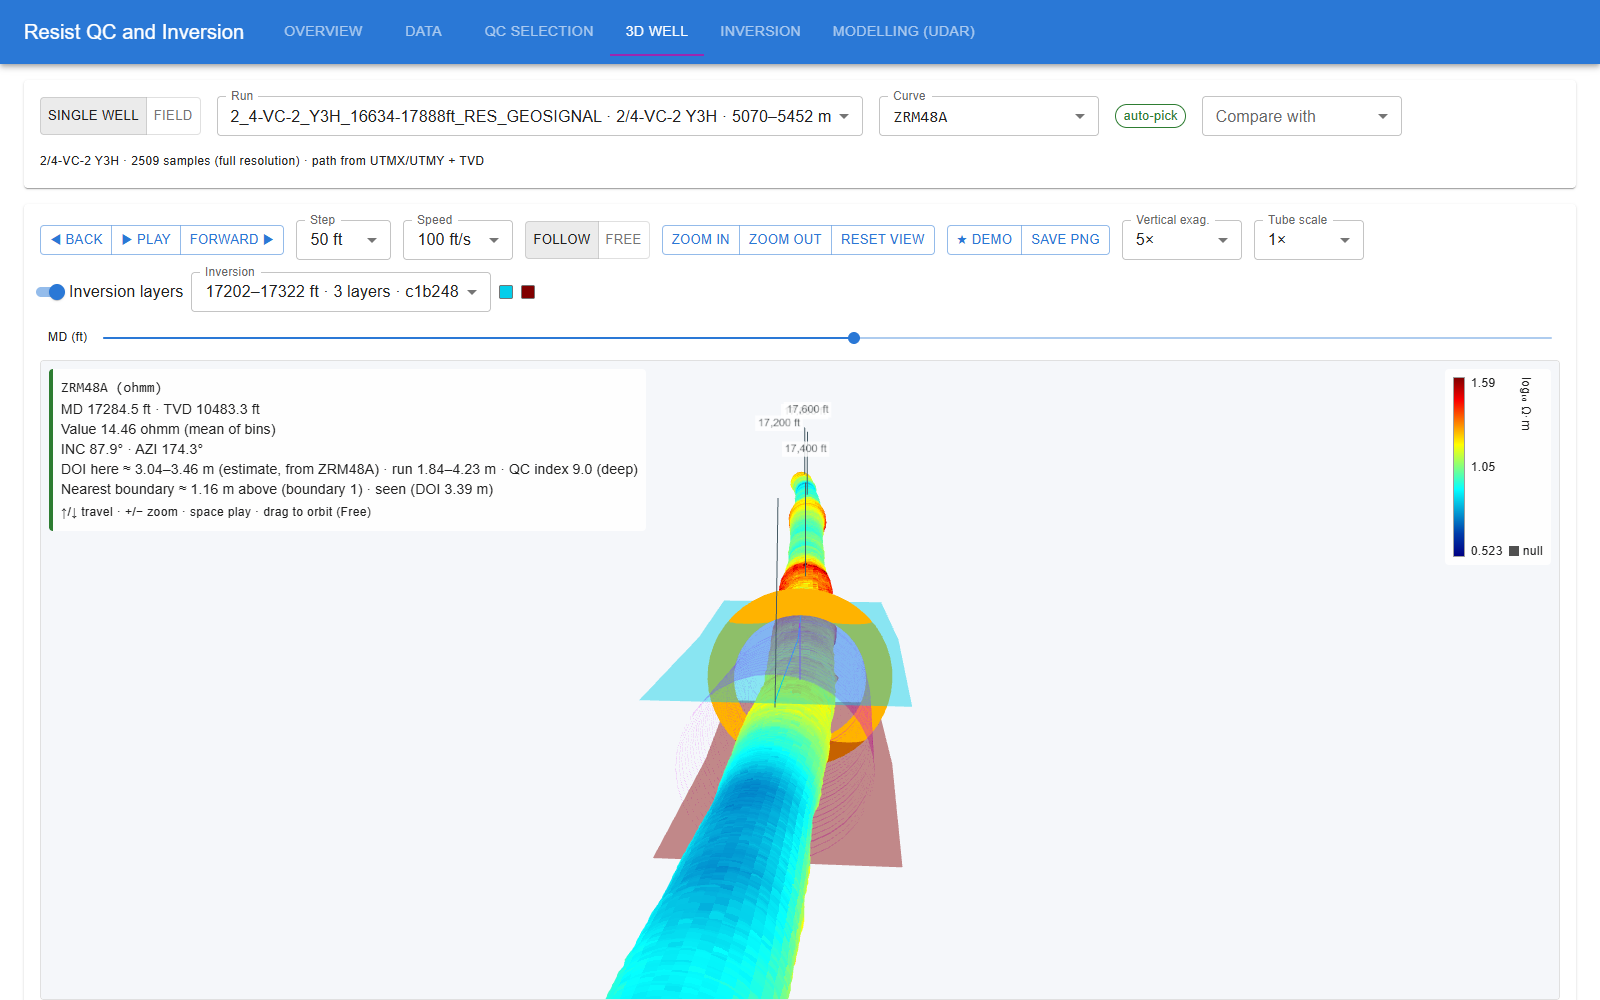 Resist QC and Inversion
OVERVIEW
DATA
QC SELECTION
3D WELL
INVERSION
MODELLING (UDAR)
SINGLE WELL
FIELD
Run
2_4-VC-2_Y3H_16634-17888ft_RES_GEOSIGNAL · 2/4-VC-2 Y3H · 5070–5452 m
Curve
ZRM48A
auto-pick
Compare with
2/4-VC-2 Y3H · 2509 samples (full resolution) · path from UTMX/UTMY + TVD
◀ BACK
▶ PLAY
FORWARD ▶
Step
50 ft
Speed
100 ft/s
FOLLOW
FREE
ZOOM IN
ZOOM OUT
RESET VIEW
★ DEMO
SAVE PNG
Vertical exag.
5×
Tube scale
1×
Inversion layers
Inversion
17202–17322 ft · 3 layers · c1b248
MD (ft)
ZRM48A (ohmm)
MD 17284.5 ft · TVD 10483.3 ft
Value 14.46 ohmm (mean of bins)
INC 87.9° · AZI 174.3°
DOI here ≈ 3.04–3.46 m (estimate, from ZRM48A) · run 1.84–4.23 m · QC index 9.0 (deep)
Nearest boundary ≈ 1.16 m above (boundary 1) · seen (DOI 3.39 m)
↑/↓ travel · +/− zoom · space play · drag to orbit (Free)
17,600 ft
17,200 ft
17,400 ft
1.59
1.05
0.523
null
log₁₀ Ω·m